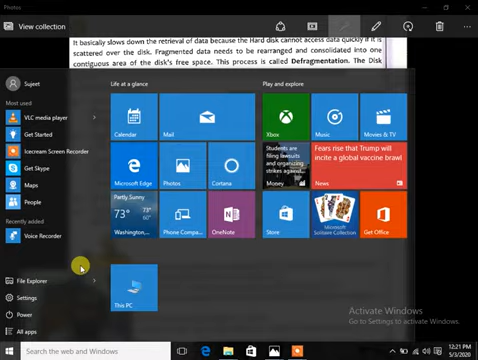 Photos
View collection
It basically slows down the retrieval of data because the Hard disk cannot access data quickly if it is
scattered over the disk. Fragmented data needs to be rearranged and consolidated into one
contiguous area of the disk's free space. This process is called Defragmentation. The Disk
Sujeet
Most used
VLC media player
Get Started
Icecream Screen Recorder
Get Skype
Maps
People
Recently added
Voice Recorder
File Explorer
Settings
Power
All apps
Life at a glance
Calendar
Mail
Microsoft Edge
Photos
Cortana
Partly Sunny
73°
76°
60°
Washington,...
Phone Compa...
OneNote
This PC
Play and explore
Xbox
Music
Movies & TV
Students
are filing
lawsuits
and
organizing
strikes
against...
Money
Fears rise that Trump will
incite a global vaccine brawl
News
Store
Microsoft
Solitaire Collection
Get Office
Activate Windows
Go to Settings to activate Windows.
Search the web and Windows
12:21 PM
5/3/2020